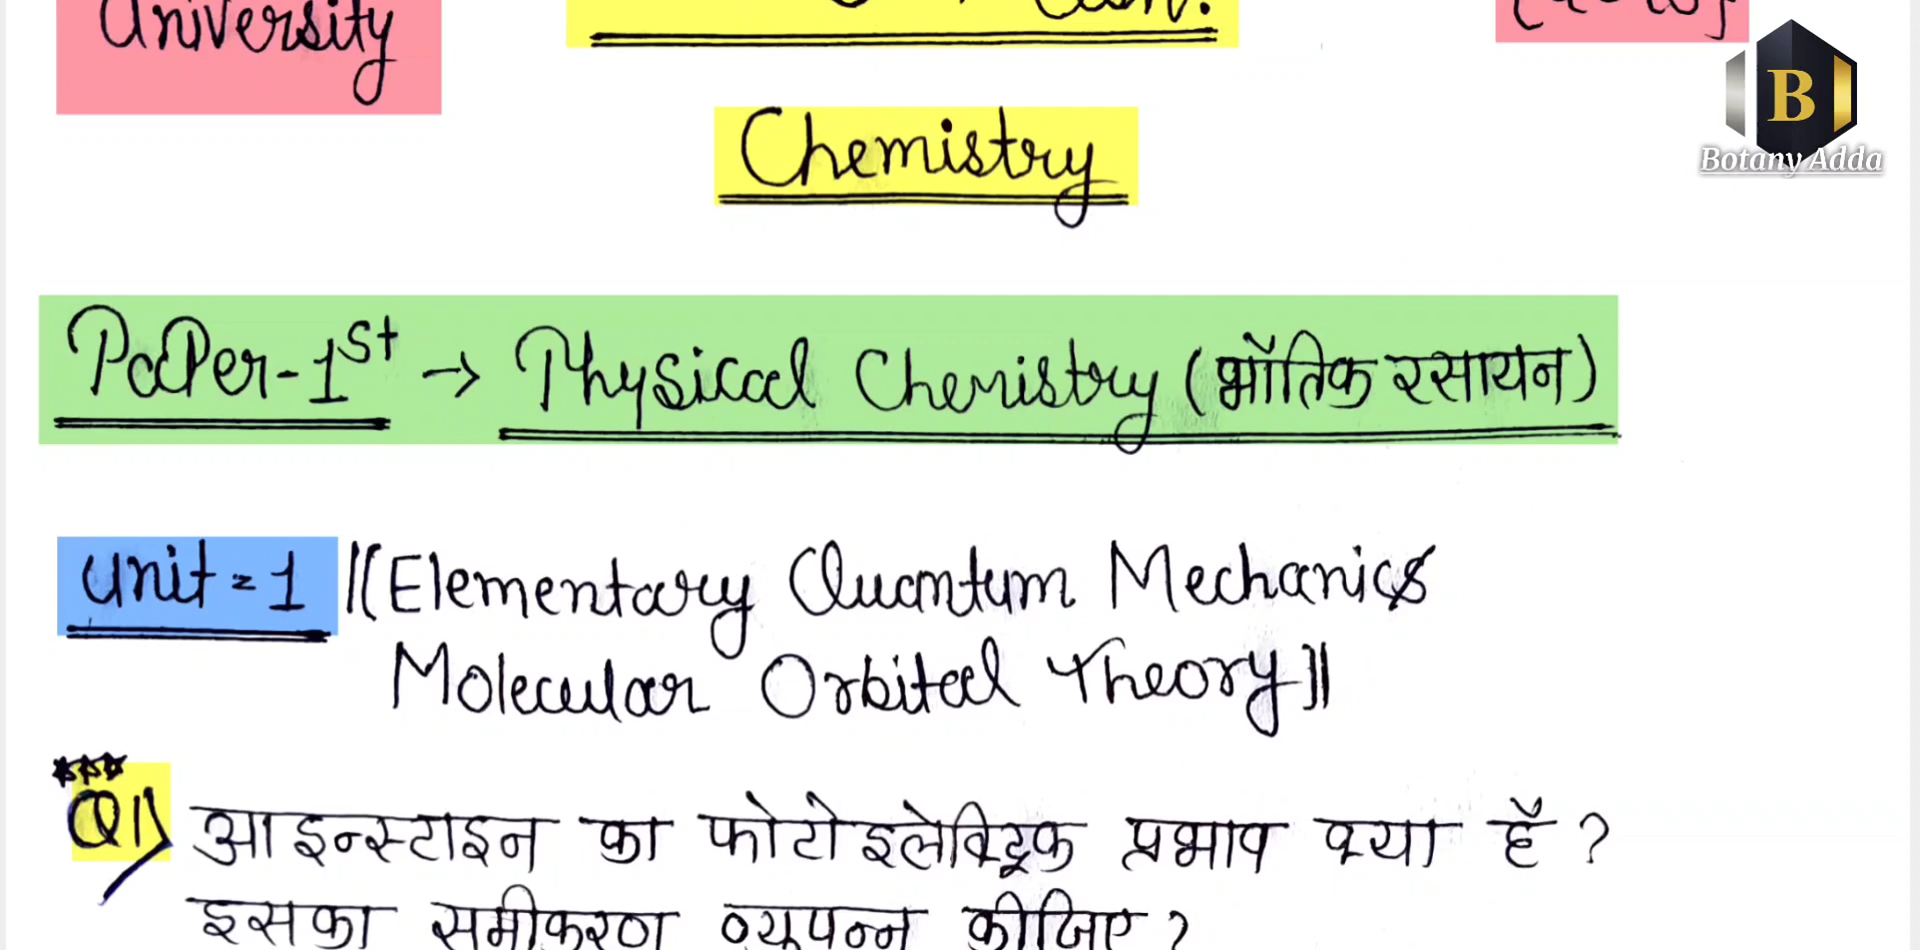 University
B
Botany Adda
Chemistry
Paper-1st → Physical Chemistry (भौतिक रसायन)
Unit = 1 [[Elementary Quantum Mechanics
Molecular Orbital Theory]]
Q1) आइन्स्टाइन का फोटोइलेक्ट्रिक प्रभाव क्या है ?
इसका समीकरण व्युपन्न कीजिए ?